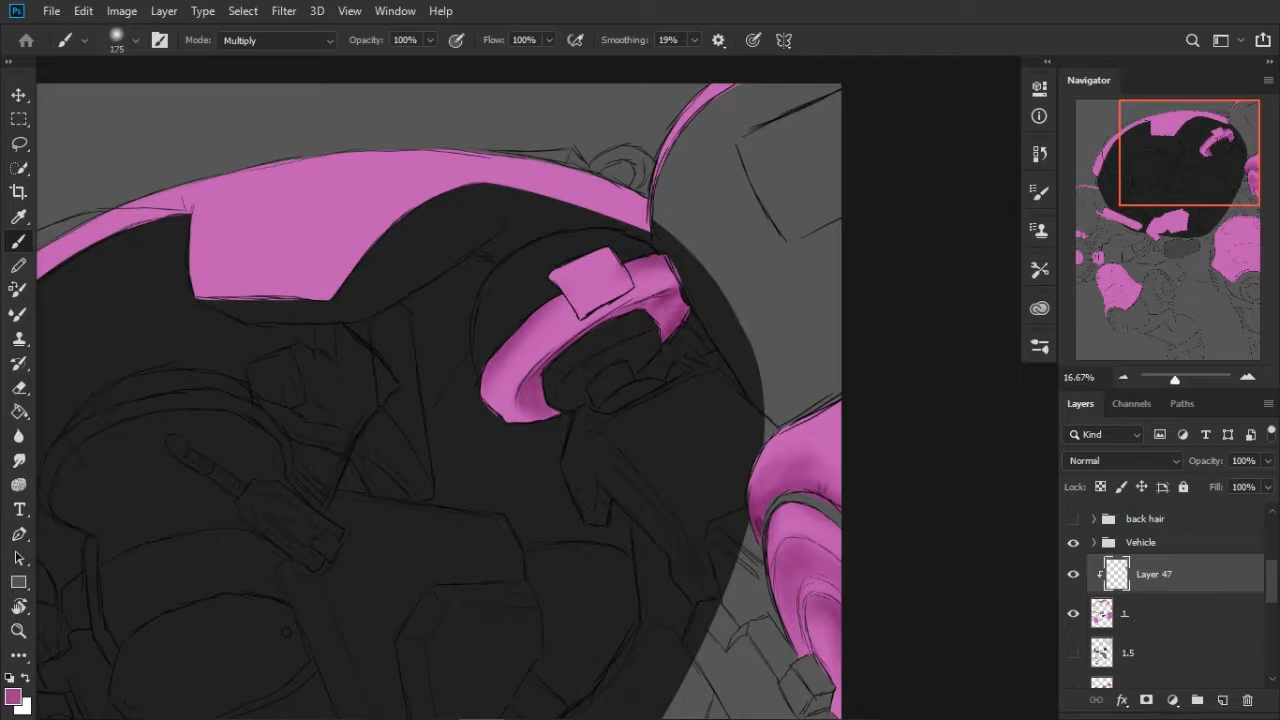 Ps File Edit Image Layer Type Select Filter 3D View Window Help
175 Mode: Multiply Opacity: 100% Flow: 100% Smoothing: 19%
Navigator
16.67%
Layers Channels Paths
Kind
Normal Opacity: 100%
Lock: Fill: 100%
back hair
Vehicle
Layer 47
1
1.5